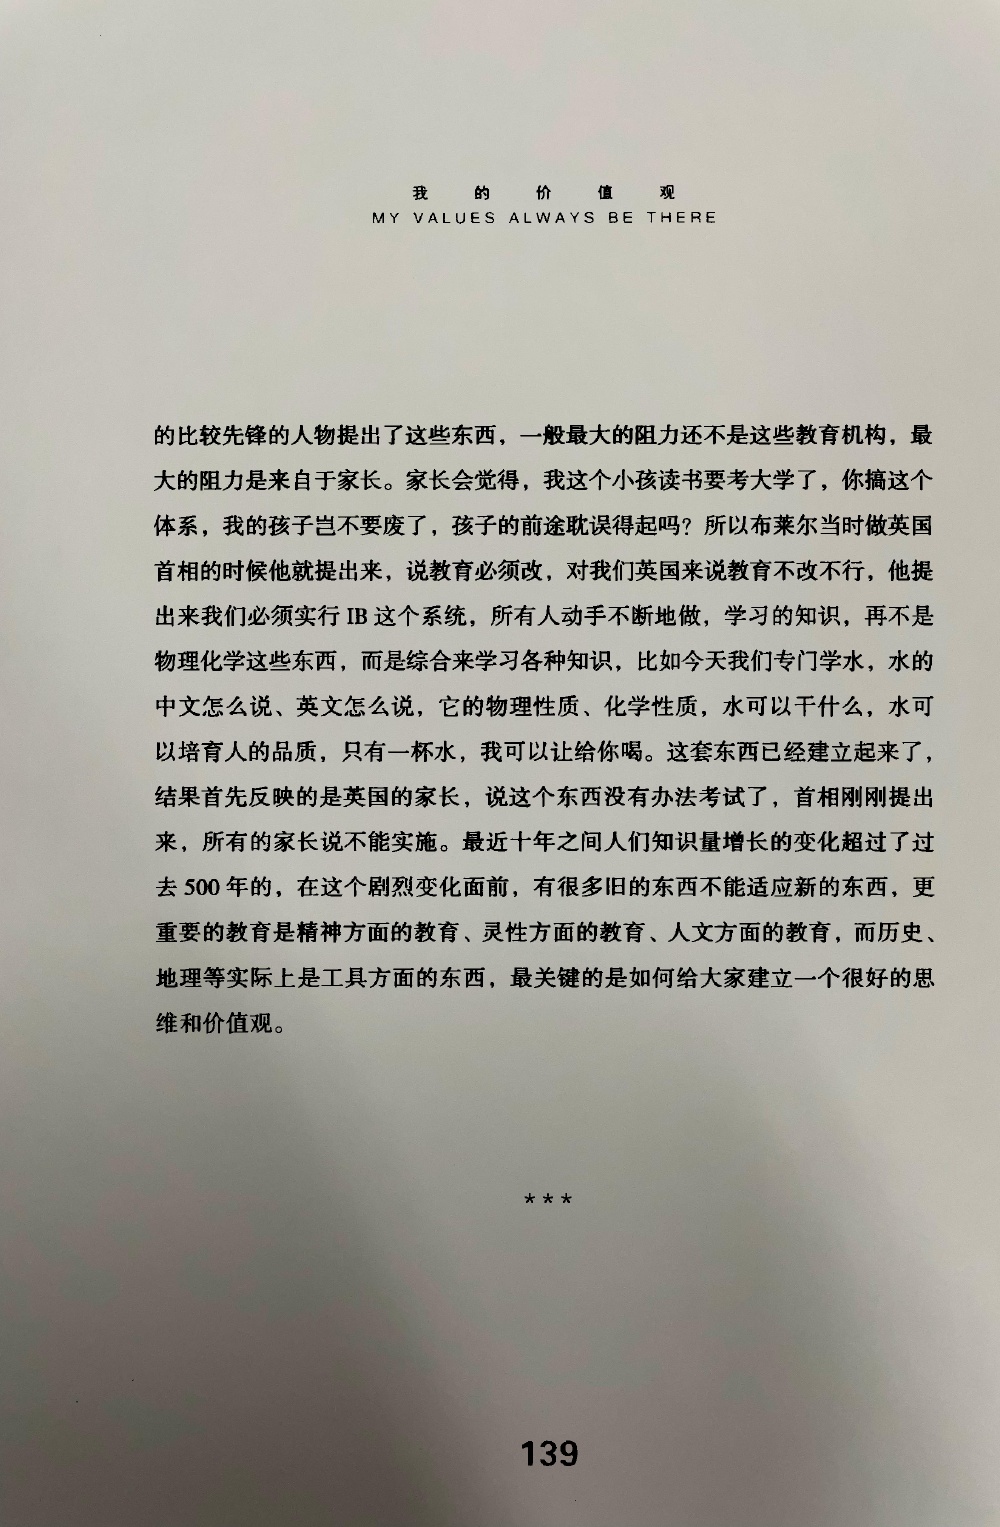 我的价值观
MY VALUES ALWAYS BE THERE
的比较先锋的人物提出了这些东西，一般最大的阻力还不是这些教育机构，最
大的阻力是来自于家长。家长会觉得，我这个小孩读书要考大学了，你搞这个
体系，我的孩子岂不要废了，孩子的前途耽误得起吗？所以布莱尔当时做英国
首相的时候他就提出来，说教育必须改，对我们英国来说教育不改不行，他提
出来我们必须实行 IB 这个系统，所有人动手不断地做，学习的知识，再不是
物理化学这些东西，而是综合来学习各种知识，比如今天我们专门学水，水的
中文怎么说、英文怎么说，它的物理性质、化学性质，水可以干什么，水可
以培育人的品质，只有一杯水，我可以让给你喝。这套东西已经建立起来了，
结果首先反映的是英国的家长，说这个东西没有办法考试了，首相刚刚提出
来，所有的家长说不能实施。最近十年之间人们知识量增长的变化超过了过
去 500 年的，在这个剧烈变化面前，有很多旧的东西不能适应新的东西，更
重要的教育是精神方面的教育、灵性方面的教育、人文方面的教育，而历史、
地理等实际上是工具方面的东西，最关键的是如何给大家建立一个很好的思
维和价值观。
***
139